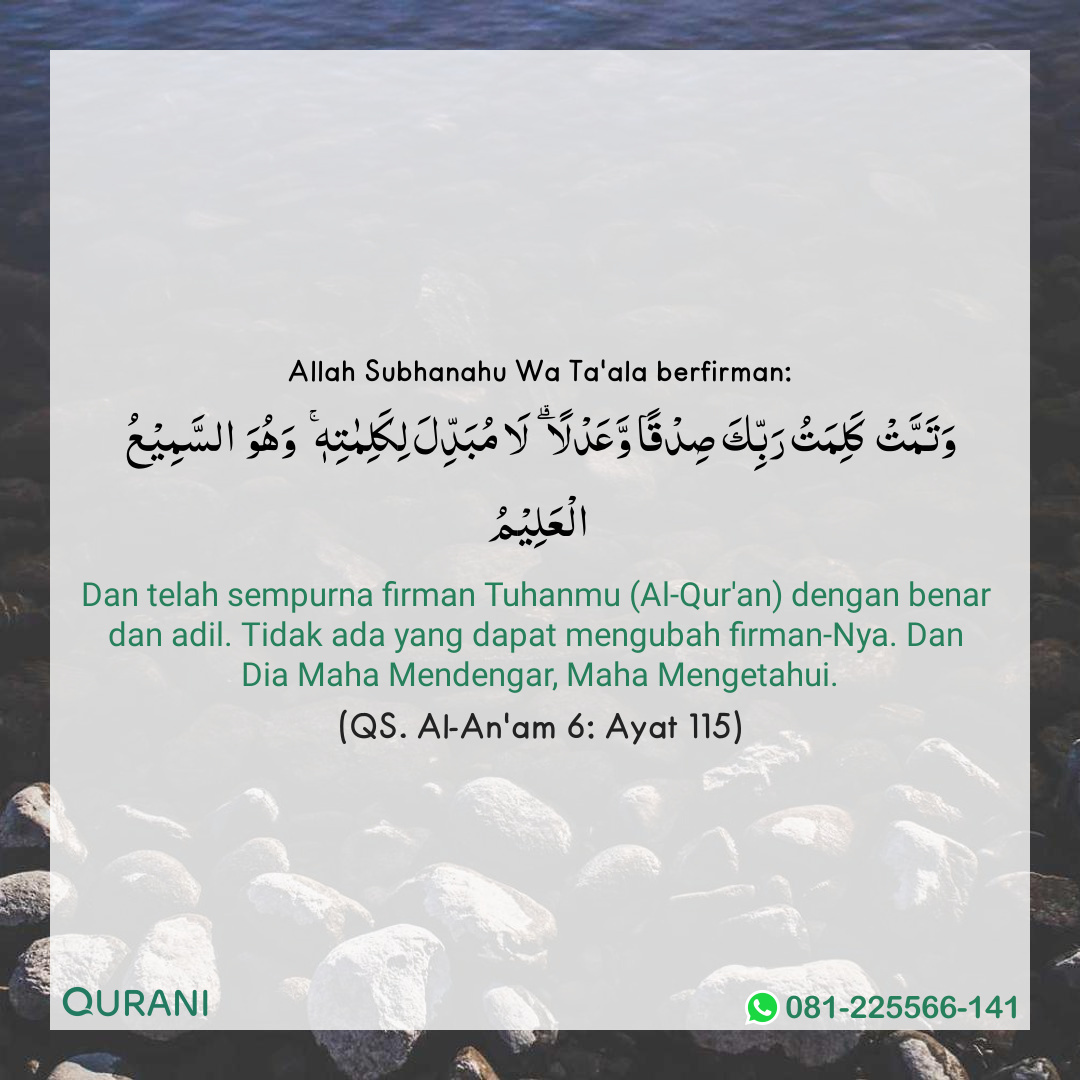 Allah Subhanahu Wa Ta'ala berfirman:
وَتَمَّتْ كَلِمَتُ رَبِّكَ صِدْقًا وَّعَدْلًا ۗ لَا مُبَدِّلَ لِكَلِمٰتِهٖ ۚ وَهُوَ السَّمِيْعُ
الْعَلِيْمُ
Dan telah sempurna firman Tuhanmu (Al-Qur'an) dengan benar
dan adil. Tidak ada yang dapat mengubah firman-Nya. Dan
Dia Maha Mendengar, Maha Mengetahui.
(QS. Al-An'am 6: Ayat 115)
QURANI
081-225566-141